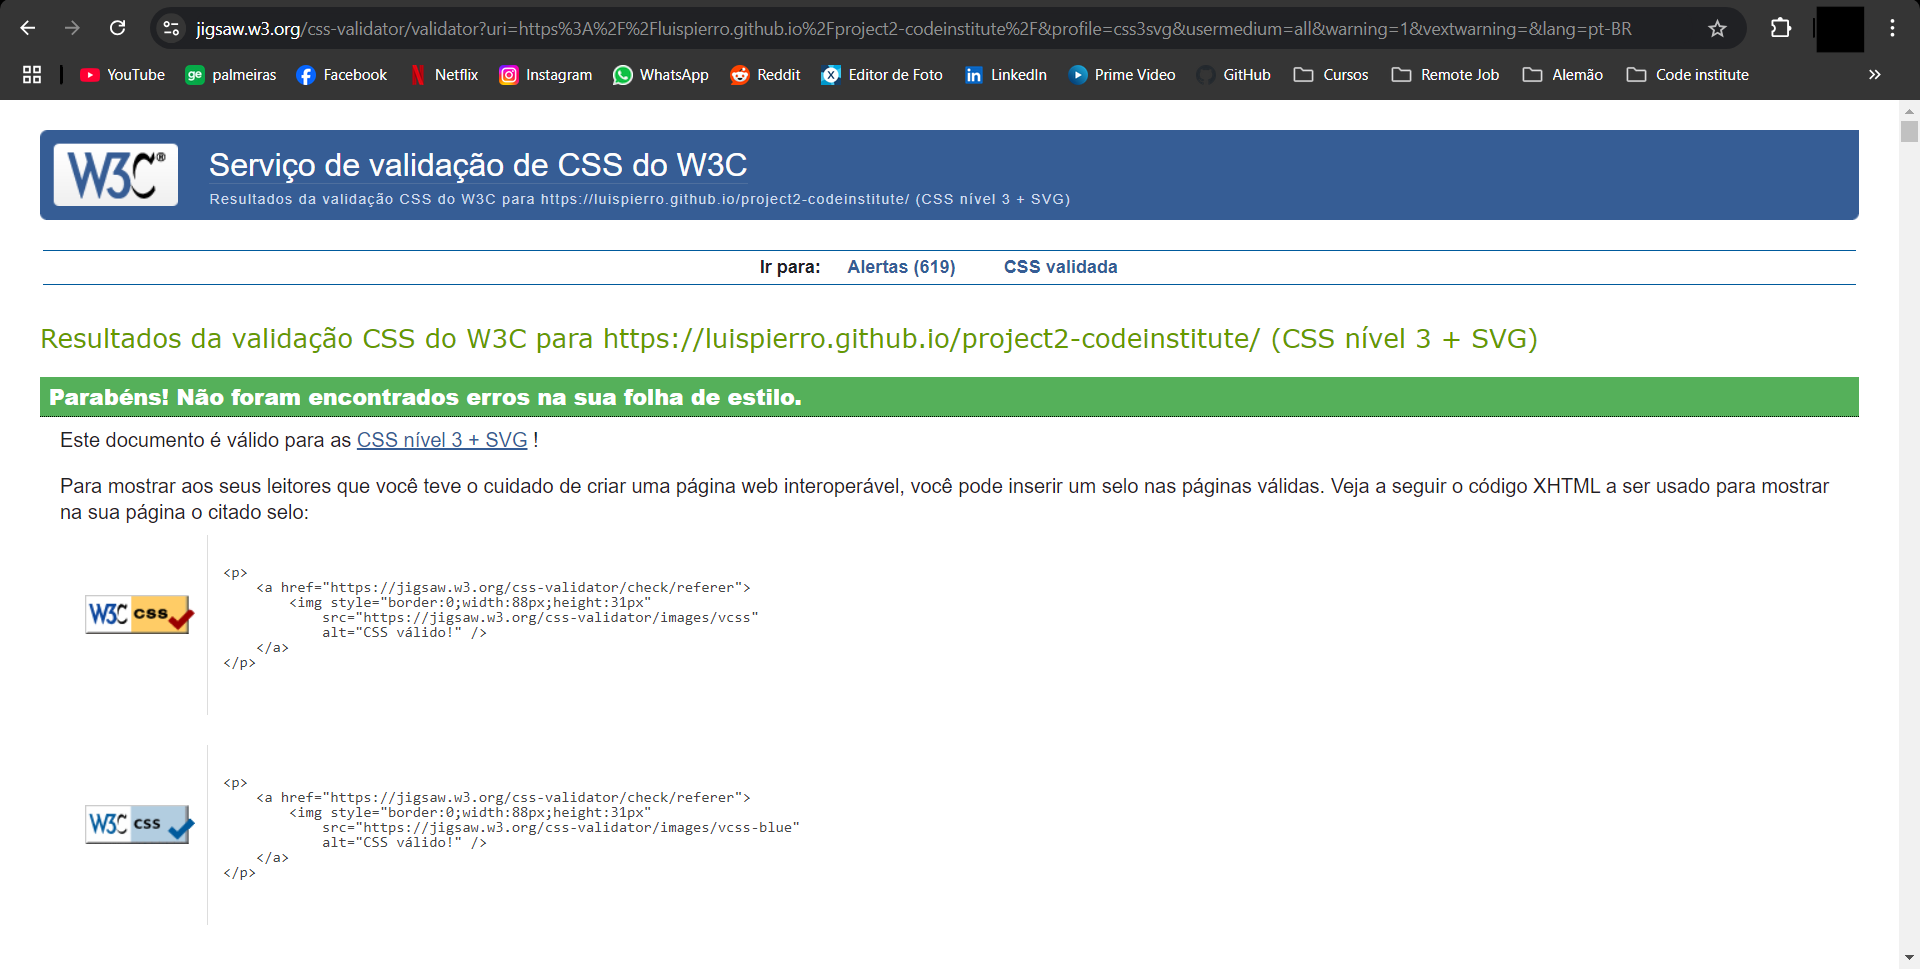 jigsaw.w3.org/css-validator/validator?uri=https%3A%2F%2Fluispierro.github.io%2Fproject2-codeinstitute%2F&profile=css3svg&usermedium=all&warning=1&vextwarning=&lang=pt-BR
YouTube ge palmeiras Facebook Netflix Instagram WhatsApp Reddit Editor de Foto LinkedIn Prime Video GitHub Cursos Remote Job Alemão Code institute »
W3C® Serviço de validação de CSS do W3C
Resultados da validação CSS do W3C para https://luispierro.github.io/project2-codeinstitute/ (CSS nível 3 + SVG)
Ir para: Alertas (619) CSS validada
Resultados da validação CSS do W3C para https://luispierro.github.io/project2-codeinstitute/ (CSS nível 3 + SVG)
Parabéns! Não foram encontrados erros na sua folha de estilo.
Este documento é válido para as CSS nível 3 + SVG !
Para mostrar aos seus leitores que você teve o cuidado de criar uma página web interoperável, você pode inserir um selo nas páginas válidas. Veja a seguir o código XHTML a ser usado para mostrar
na sua página o citado selo:
W3C css
<p>
<a href="https://jigsaw.w3.org/css-validator/check/referer">
<img style="border:0;width:88px;height:31px"
src="https://jigsaw.w3.org/css-validator/images/vcss"
alt="CSS válido!" />
</a>
</p>
W3C css
<p>
<a href="https://jigsaw.w3.org/css-validator/check/referer">
<img style="border:0;width:88px;height:31px"
src="https://jigsaw.w3.org/css-validator/images/vcss-blue"
alt="CSS válido!" />
</a>
</p>